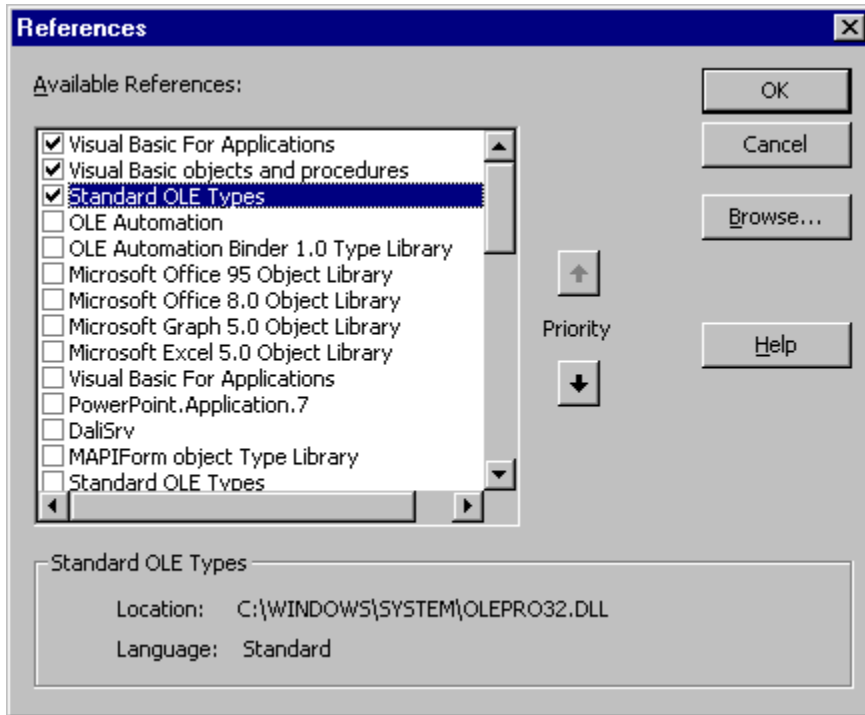 References
Available References:
OK
Cancel
Browse...
Help
Visual Basic For Applications
Visual Basic objects and procedures
Standard OLE Types
OLE Automation
OLE Automation Binder 1.0 Type Library
Microsoft Office 95 Object Library
Microsoft Office 8.0 Object Library
Microsoft Graph 5.0 Object Library
Microsoft Excel 5.0 Object Library
Visual Basic For Applications
PowerPoint.Application.7
DaliSrv
MAPIForm object Type Library
Standard OLE Types
Priority
Standard OLE Types
Location: C:\WINDOWS\SYSTEM\OLEPRO32.DLL
Language: Standard